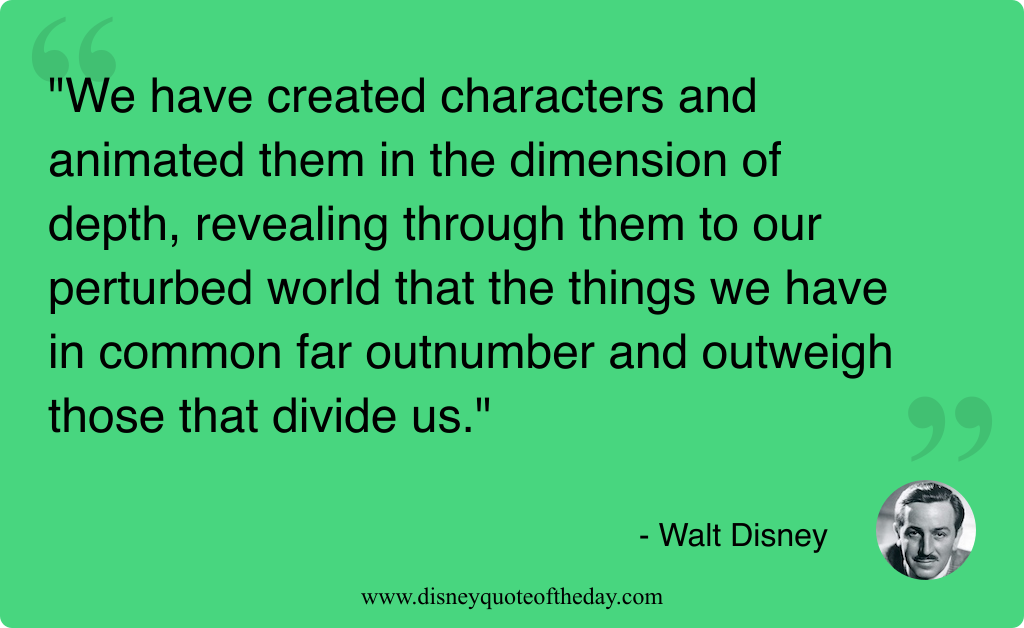 "We have created characters and
animated them in the dimension of
depth, revealing through them to our
perturbed world that the things we have
in common far outnumber and outweigh
those that divide us."
- Walt Disney
www.disneyquoteoftheday.com